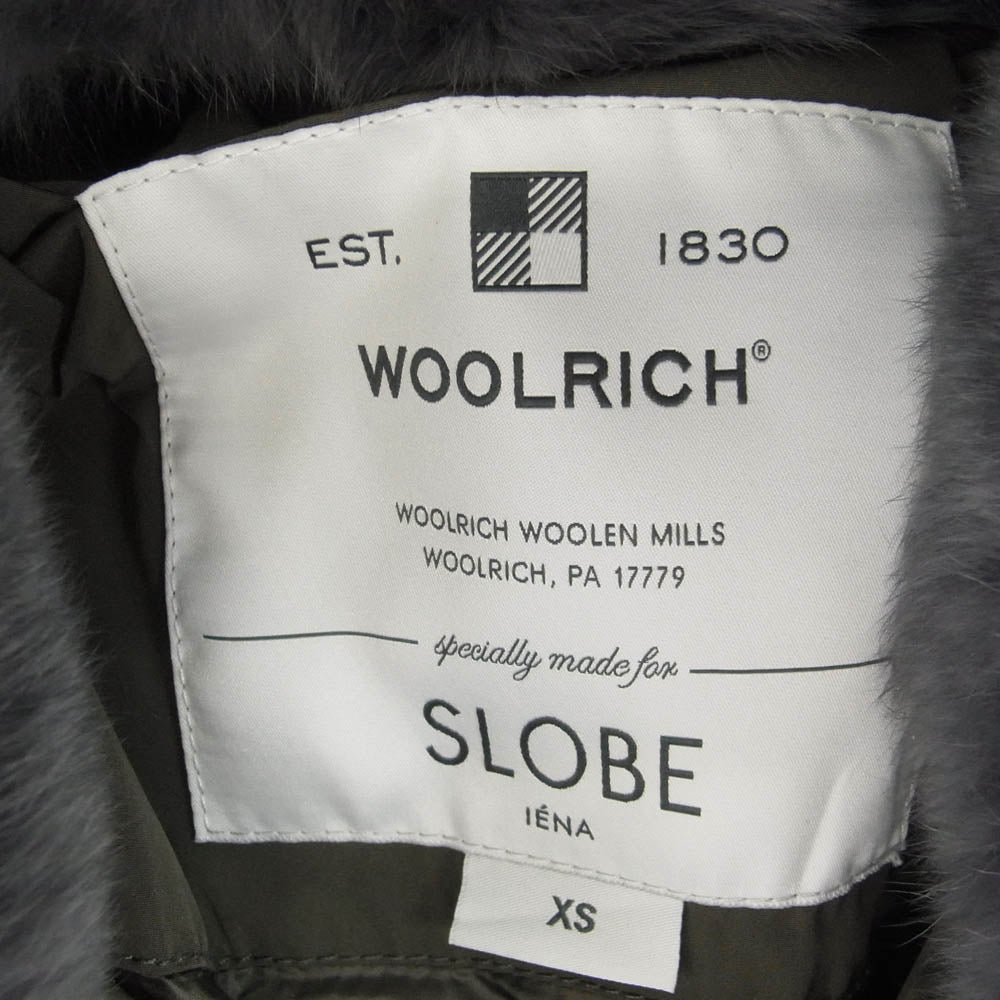 EST. 1830
WOOLRICH®
WOOLRICH WOOLEN MILLS
WOOLRICH, PA 17779
specially made for
SLOBE
IÉNA
XS